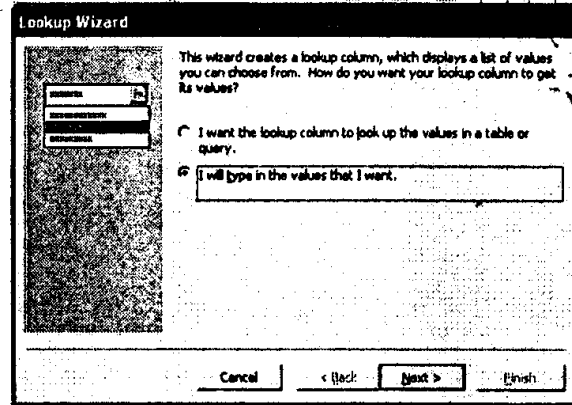 Lookup Wizard
This wizard creates a lookup column, which displays a list of values
you can choose from. How do you want your lookup column to get
its values?
I want the lookup column to look up the values in a table or
query.
I will type in the values that I want.
Cancel
< Back
Next >
Finish